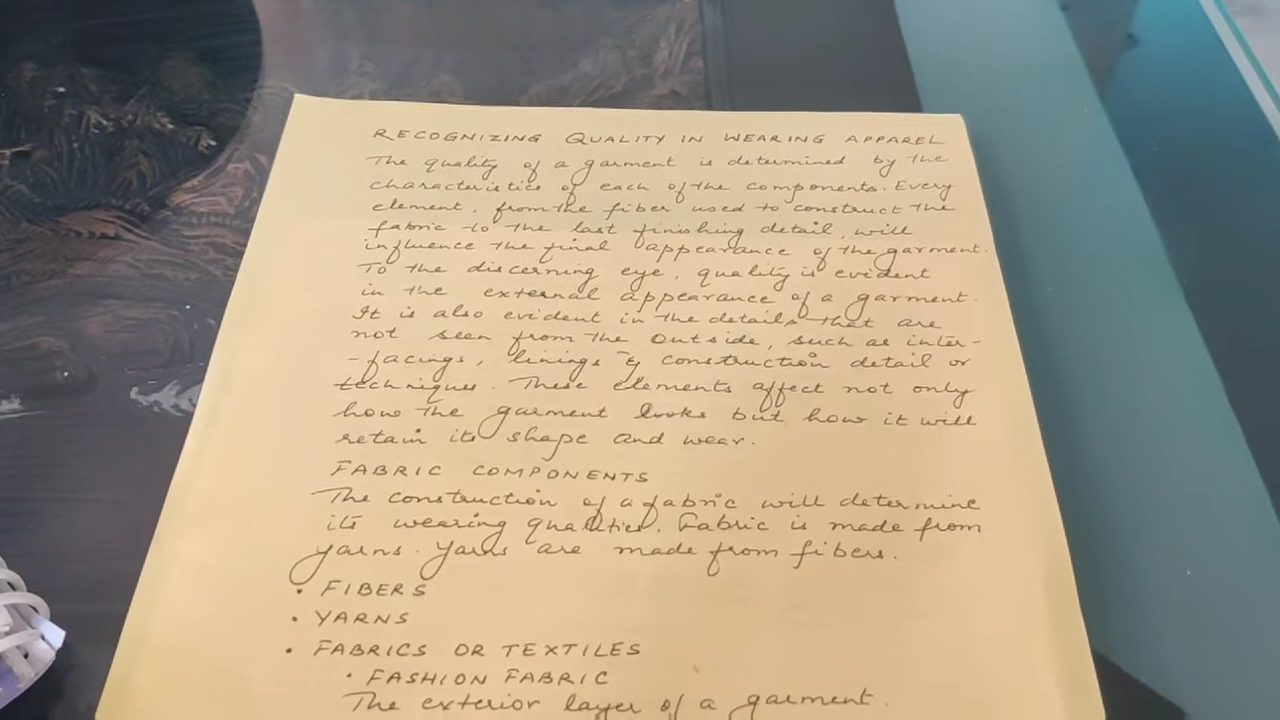 RECOGNIZING QUALITY IN WEARING APPAREL
The quality of a garment is determined by the
characteristics of each of the components. Every
element, from the fiber used to construct the
fabric to the last finishing detail, will
influence the final appearance of the garment.
To the discerning eye, quality is evident
in the external appearance of a garment.
It is also evident in the details that are
not seen from the outside, such as inter-
-facings, linings & construction detail or
techniques. These elements affect not only
how the garment looks but how it will
retain its shape and wear.
FABRIC COMPONENTS
The construction of a fabric will determine
its wearing qualities. Fabric is made from
yarns. Yarns are made from fibers.
• FIBERS
• YARNS
• FABRICS OR TEXTILES
• FASHION FABRIC
The exterior layer of a garment.